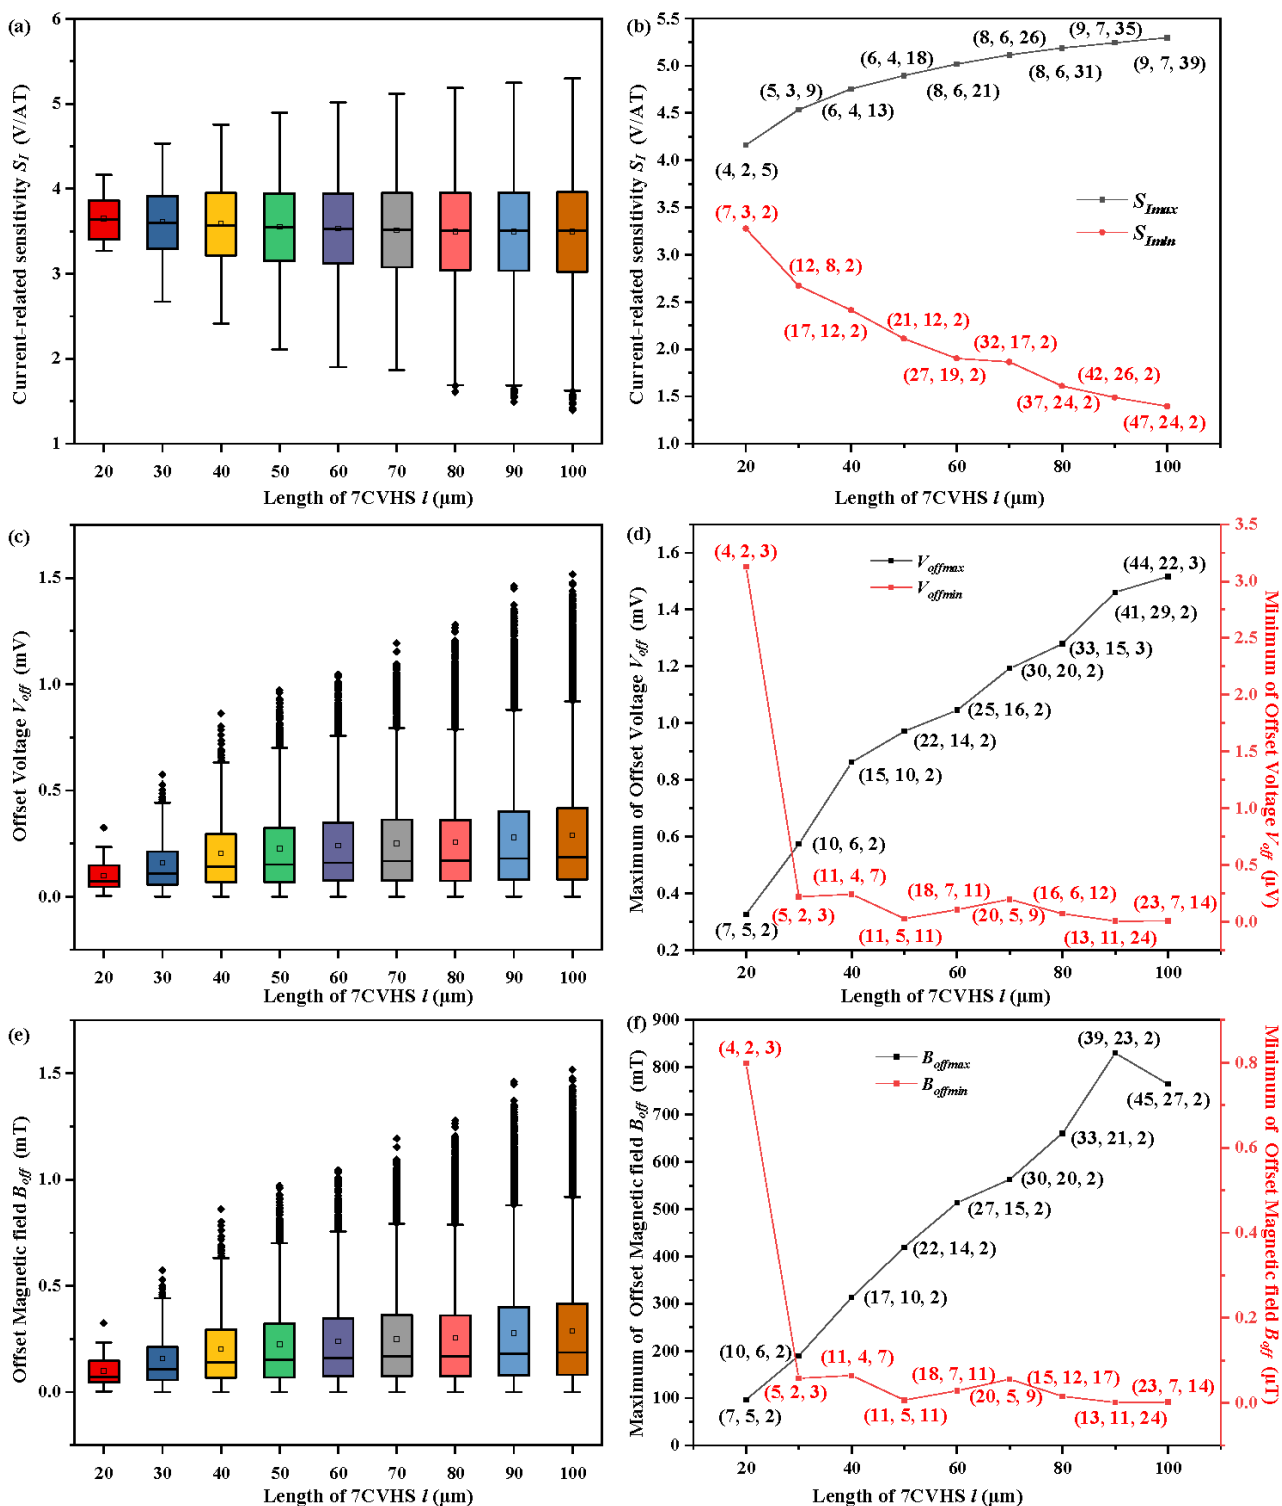 (a)
Current-related sensitivity S_I (V/AT)
6
5
4
3
2
1
20 30 40 50 60 70 80 90 100
Length of 7CVHS l (μm)
(b)
Current-related sensitivity S_I (V/AT)
5.5
5.0
4.5
4.0
3.5
3.0
2.5
2.0
1.5
1.0
(4, 2, 5)
(5, 3, 9)
(6, 4, 13)
(6, 4, 18)
(8, 6, 21)
(8, 6, 26)
(8, 6, 31)
(9, 7, 35)
(9, 7, 39)
S_Imax
S_Imin
(7, 3, 2)
(12, 8, 2)
(17, 12, 2)
(21, 12, 2)
(27, 19, 2)
(32, 17, 2)
(37, 24, 2)
(42, 26, 2)
(47, 24, 2)
20 30 40 50 60 70 80 90 100
Length of 7CVHS l (μm)
(c)
Offset Voltage V_off (mV)
1.5
1.0
0.5
0.0
20 30 40 50 60 70 80 90 100
Length of 7CVHS l (μm)
(d)
Maximum of Offset Voltage V_off (mV)
1.6
1.4
1.2
1.0
0.8
0.6
0.4
0.2
V_offmax
V_offmin
(7, 5, 2)
(10, 6, 2)
(15, 10, 2)
(22, 14, 2)
(25, 16, 2)
(30, 20, 2)
(33, 15, 3)
(41, 29, 2)
(44, 22, 3)
(4, 2, 3)
(5, 2, 3)
(11, 4, 7)
(11, 5, 11)
(18, 7, 11)
(20, 5, 9)
(16, 6, 12)
(13, 11, 24)
(23, 7, 14)
3.5
3.0
2.5
2.0
1.5
1.0
0.5
0.0
Minimum of Offset Voltage V_off (μV)
20 30 40 50 60 70 80 90 100
Length of 7CVHS l (μm)
(e)
Offset Magnetic field B_off (mT)
1.5
1.0
0.5
0.0
20 30 40 50 60 70 80 90 100
Length of 7CVHS l (μm)
(f)
Maximum of Offset Magnetic field B_off (mT)
900
800
700
600
500
400
300
200
100
0
B_offmax
B_offmin
(7, 5, 2)
(10, 6, 2)
(17, 10, 2)
(22, 14, 2)
(27, 15, 2)
(30, 20, 2)
(33, 21, 2)
(39, 23, 2)
(45, 27, 2)
(4, 2, 3)
(5, 2, 3)
(11, 4, 7)
(11, 5, 11)
(18, 7, 11)
(20, 5, 9)
(15, 12, 17)
(13, 11, 24)
(23, 7, 14)
0.8
0.6
0.4
0.2
0.0
Minimum of Offset Magnetic field B_off (μT)
20 30 40 50 60 70 80 90 100
Length of 7CVHS l (μm)